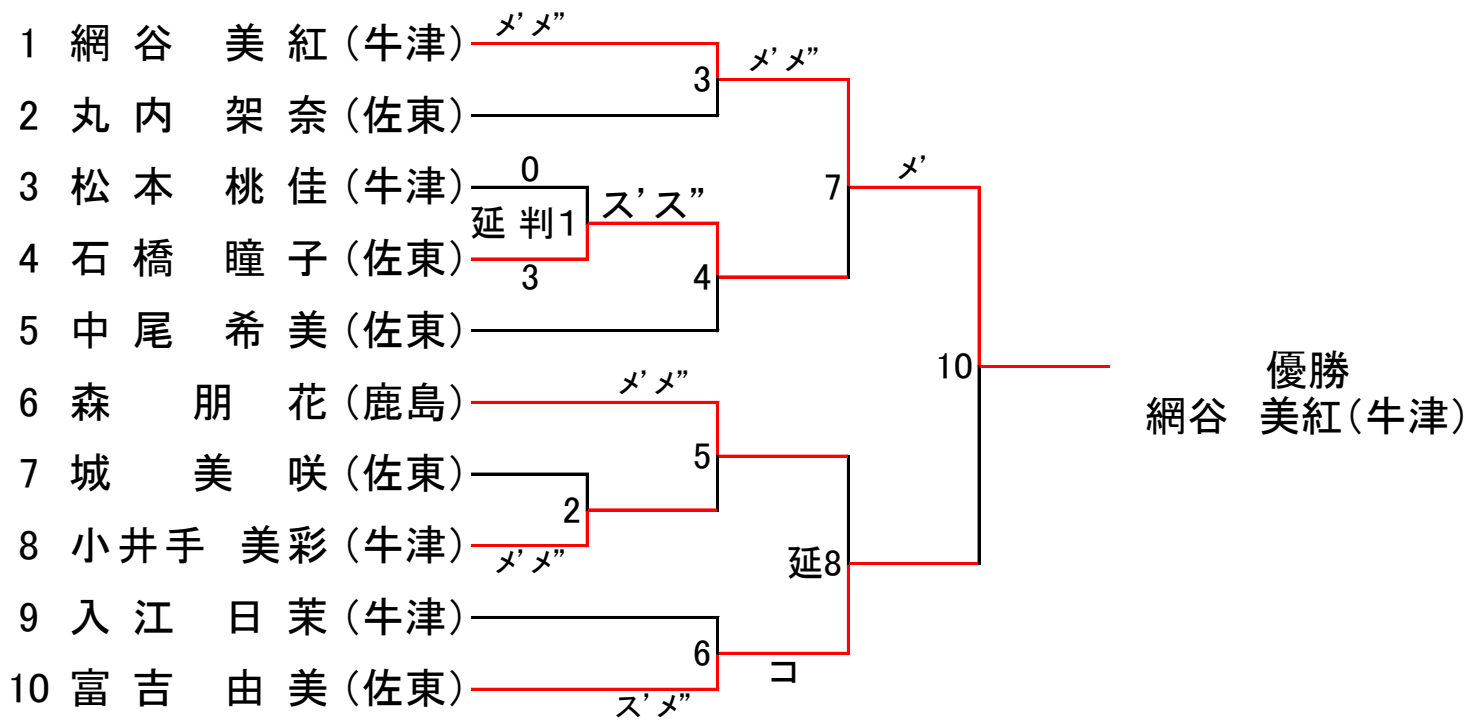 メ’メ”
1 網谷 美紅(牛津)
メ’メ”
3
2 丸内 架奈(佐東)
0
メ’
3 松本 桃佳(牛津)
7
ス’ス”
延 判1
4 石橋 瞳子(佐東)
3
4
5 中尾 希美(佐東)
10
優勝
メ’メ”
6 森 朋花(鹿島)
網谷 美紅(牛津)
5
7 城 美咲(佐東)
2
8 小井手 美彩(牛津)
メ’メ”
延8
9 入江 日茉(牛津)
6
コ
10 富吉 由美(佐東)
ス’メ”